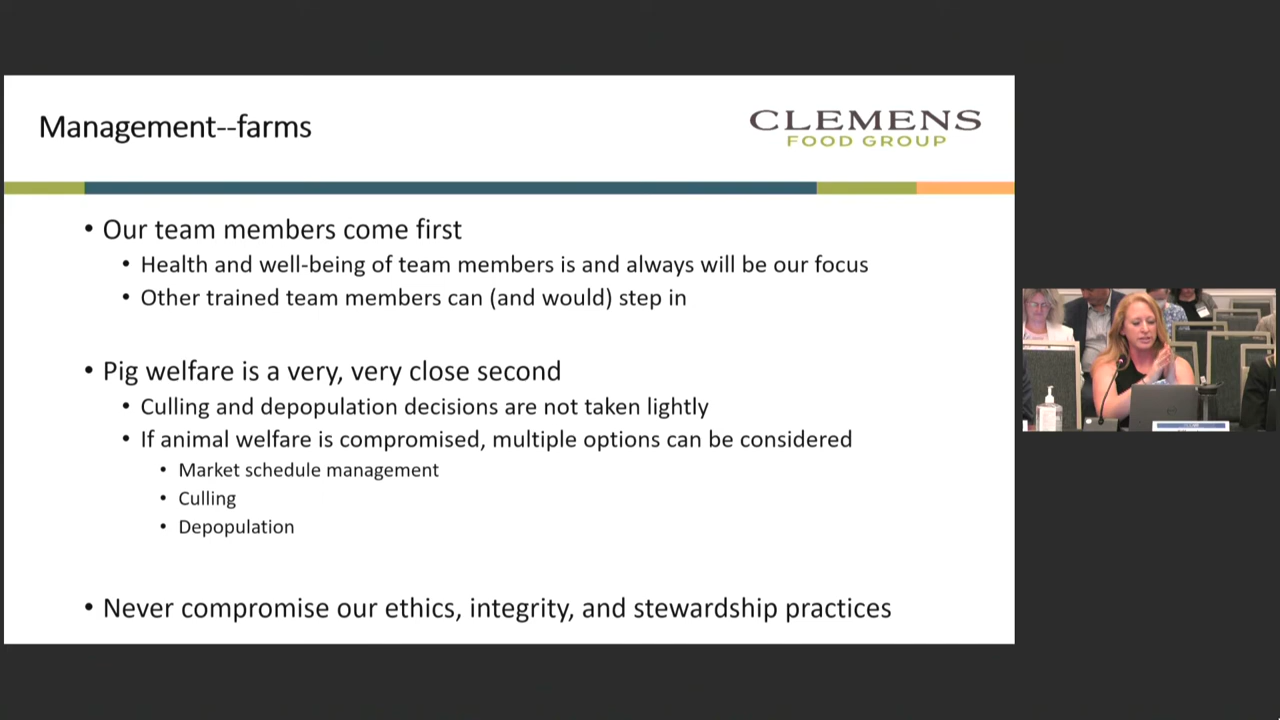 Management--farms
CLEMENS
FOOD GROUP
• Our team members come first
• Health and well-being of team members is and always will be our focus
• Other trained team members can (and would) step in
• Pig welfare is a very, very close second
• Culling and depopulation decisions are not taken lightly
• If animal welfare is compromised, multiple options can be considered
• Market schedule management
• Culling
• Depopulation
• Never compromise our ethics, integrity, and stewardship practices